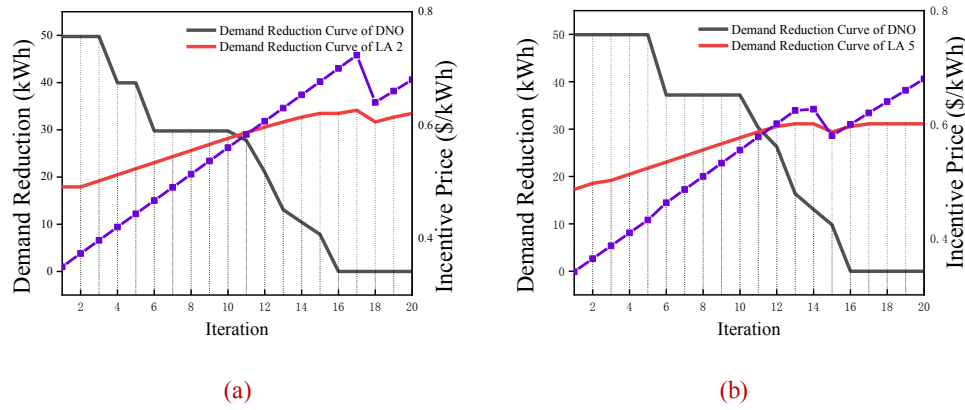 0.8
50
40
30
20
10
0
Demand Reduction (kWh)
Demand Reduction Curve of DNO
Demand Reduction Curve of LA 2
0.6
0.4
Incentive Price ($/kWh)
2 4 6 8 10 12 14 16 18 20
Iteration
(a)
0.8
50
40
30
20
10
0
Demand Reduction (kWh)
Demand Reduction Curve of DNO
Demand Reduction Curve of LA 5
0.6
0.4
Incentive Price ($/kWh)
2 4 6 8 10 12 14 16 18 20
Iteration
(b)